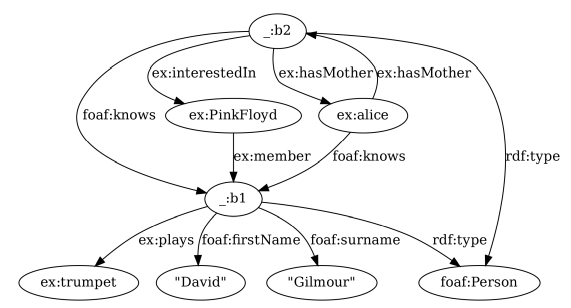 _:b2
ex:interestedIn
ex:hasMother
ex:hasMother
foaf:knows
ex:PinkFloyd
ex:alice
ex:member
foaf:knows
rdf:type
_:b1
ex:plays
foaf:firstName
foaf:surname
rdf:type
ex:trumpet
"David"
"Gilmour"
foaf:Person